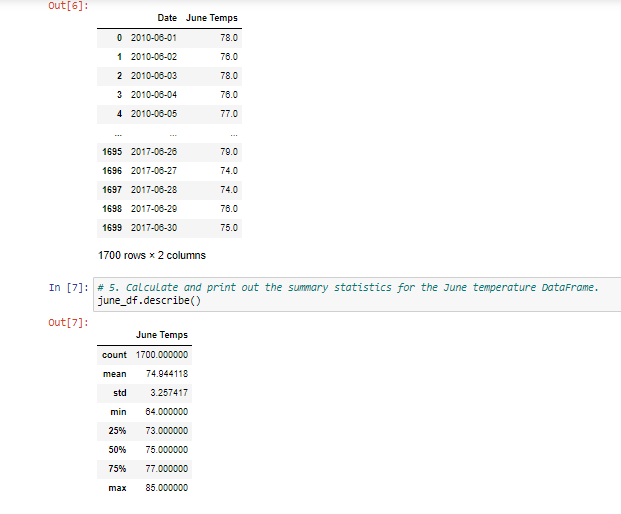 Out[6]:
Date June Temps
0 2010-06-01 78.0
1 2010-06-02 76.0
2 2010-06-03 78.0
3 2010-06-04 76.0
4 2010-06-05 77.0
... ... ...
1695 2017-06-26 79.0
1696 2017-06-27 74.0
1697 2017-06-28 74.0
1698 2017-06-29 76.0
1699 2017-06-30 75.0
1700 rows × 2 columns
In [7]: # 5. Calculate and print out the summary statistics for the June temperature DataFrame.
june_df.describe()
Out[7]:
June Temps
count 1700.000000
mean 74.944118
std 3.257417
min 64.000000
25% 73.000000
50% 75.000000
75% 77.000000
max 85.000000